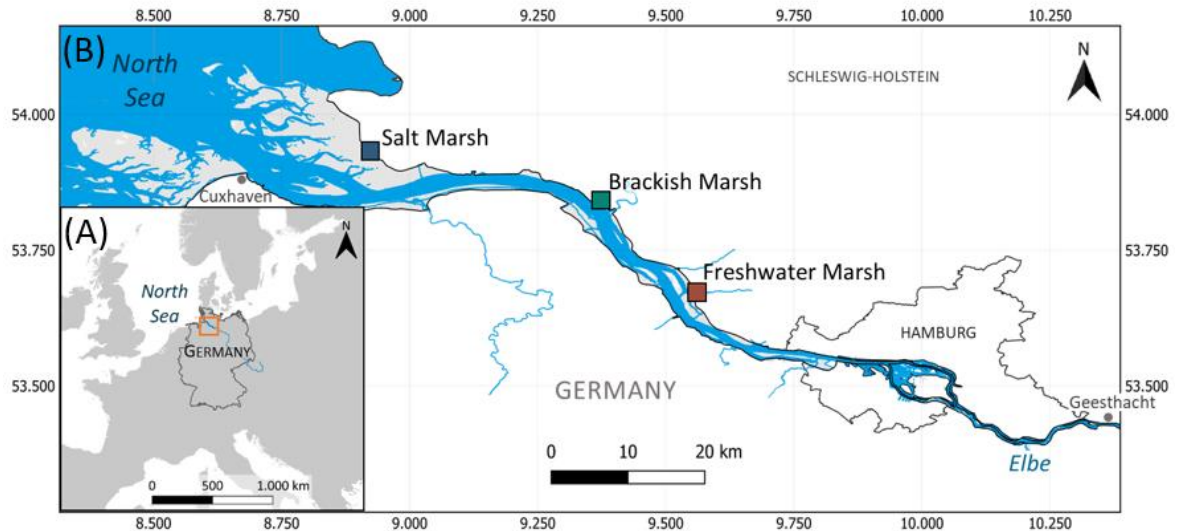 8.500 8.750 9.000 9.250 9.500 9.750 10.000 10.250
(B)
North
Sea
N
SCHLESWIG-HOLSTEIN
54.000 54.000
Salt Marsh
Brackish Marsh
Cuxhaven
(A)
N
53.750 53.750
Freshwater Marsh
North
Sea
GERMANY
HAMBURG
53.500 53.500
GERMANY
Geesthacht
0 10 20 km
Elbe
0 500 1.000 km
8.500 8.750 9.000 9.250 9.500 9.750 10.000 10.250